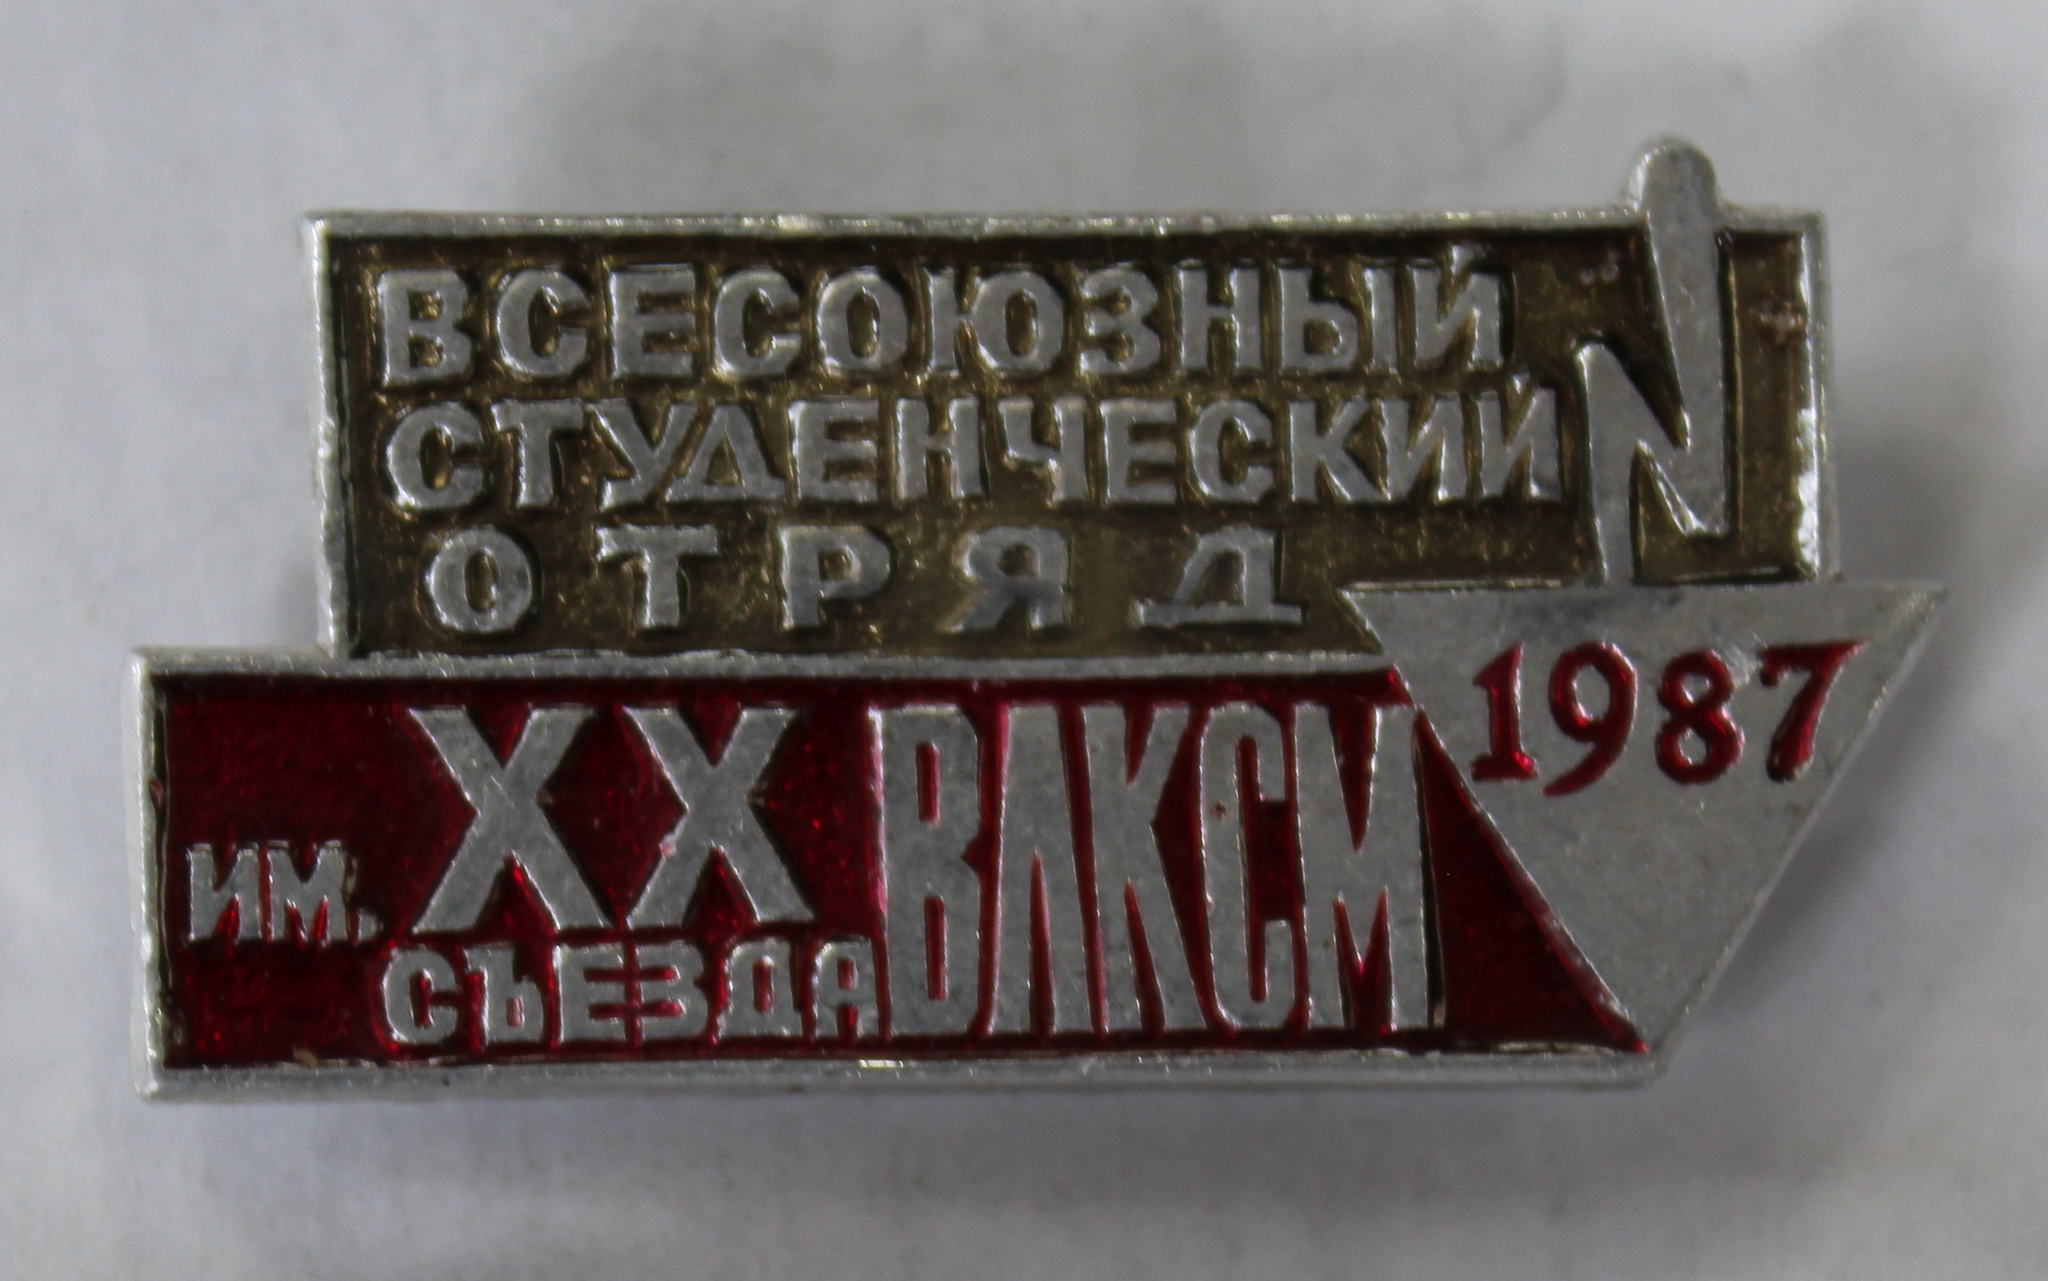 ВСЕСОЮЗНЫЙ
СТУДЕНЧЕСКИЙ
ОТРЯД
1987
ИМ. XX СЪЕЗДА ВЛКСМ